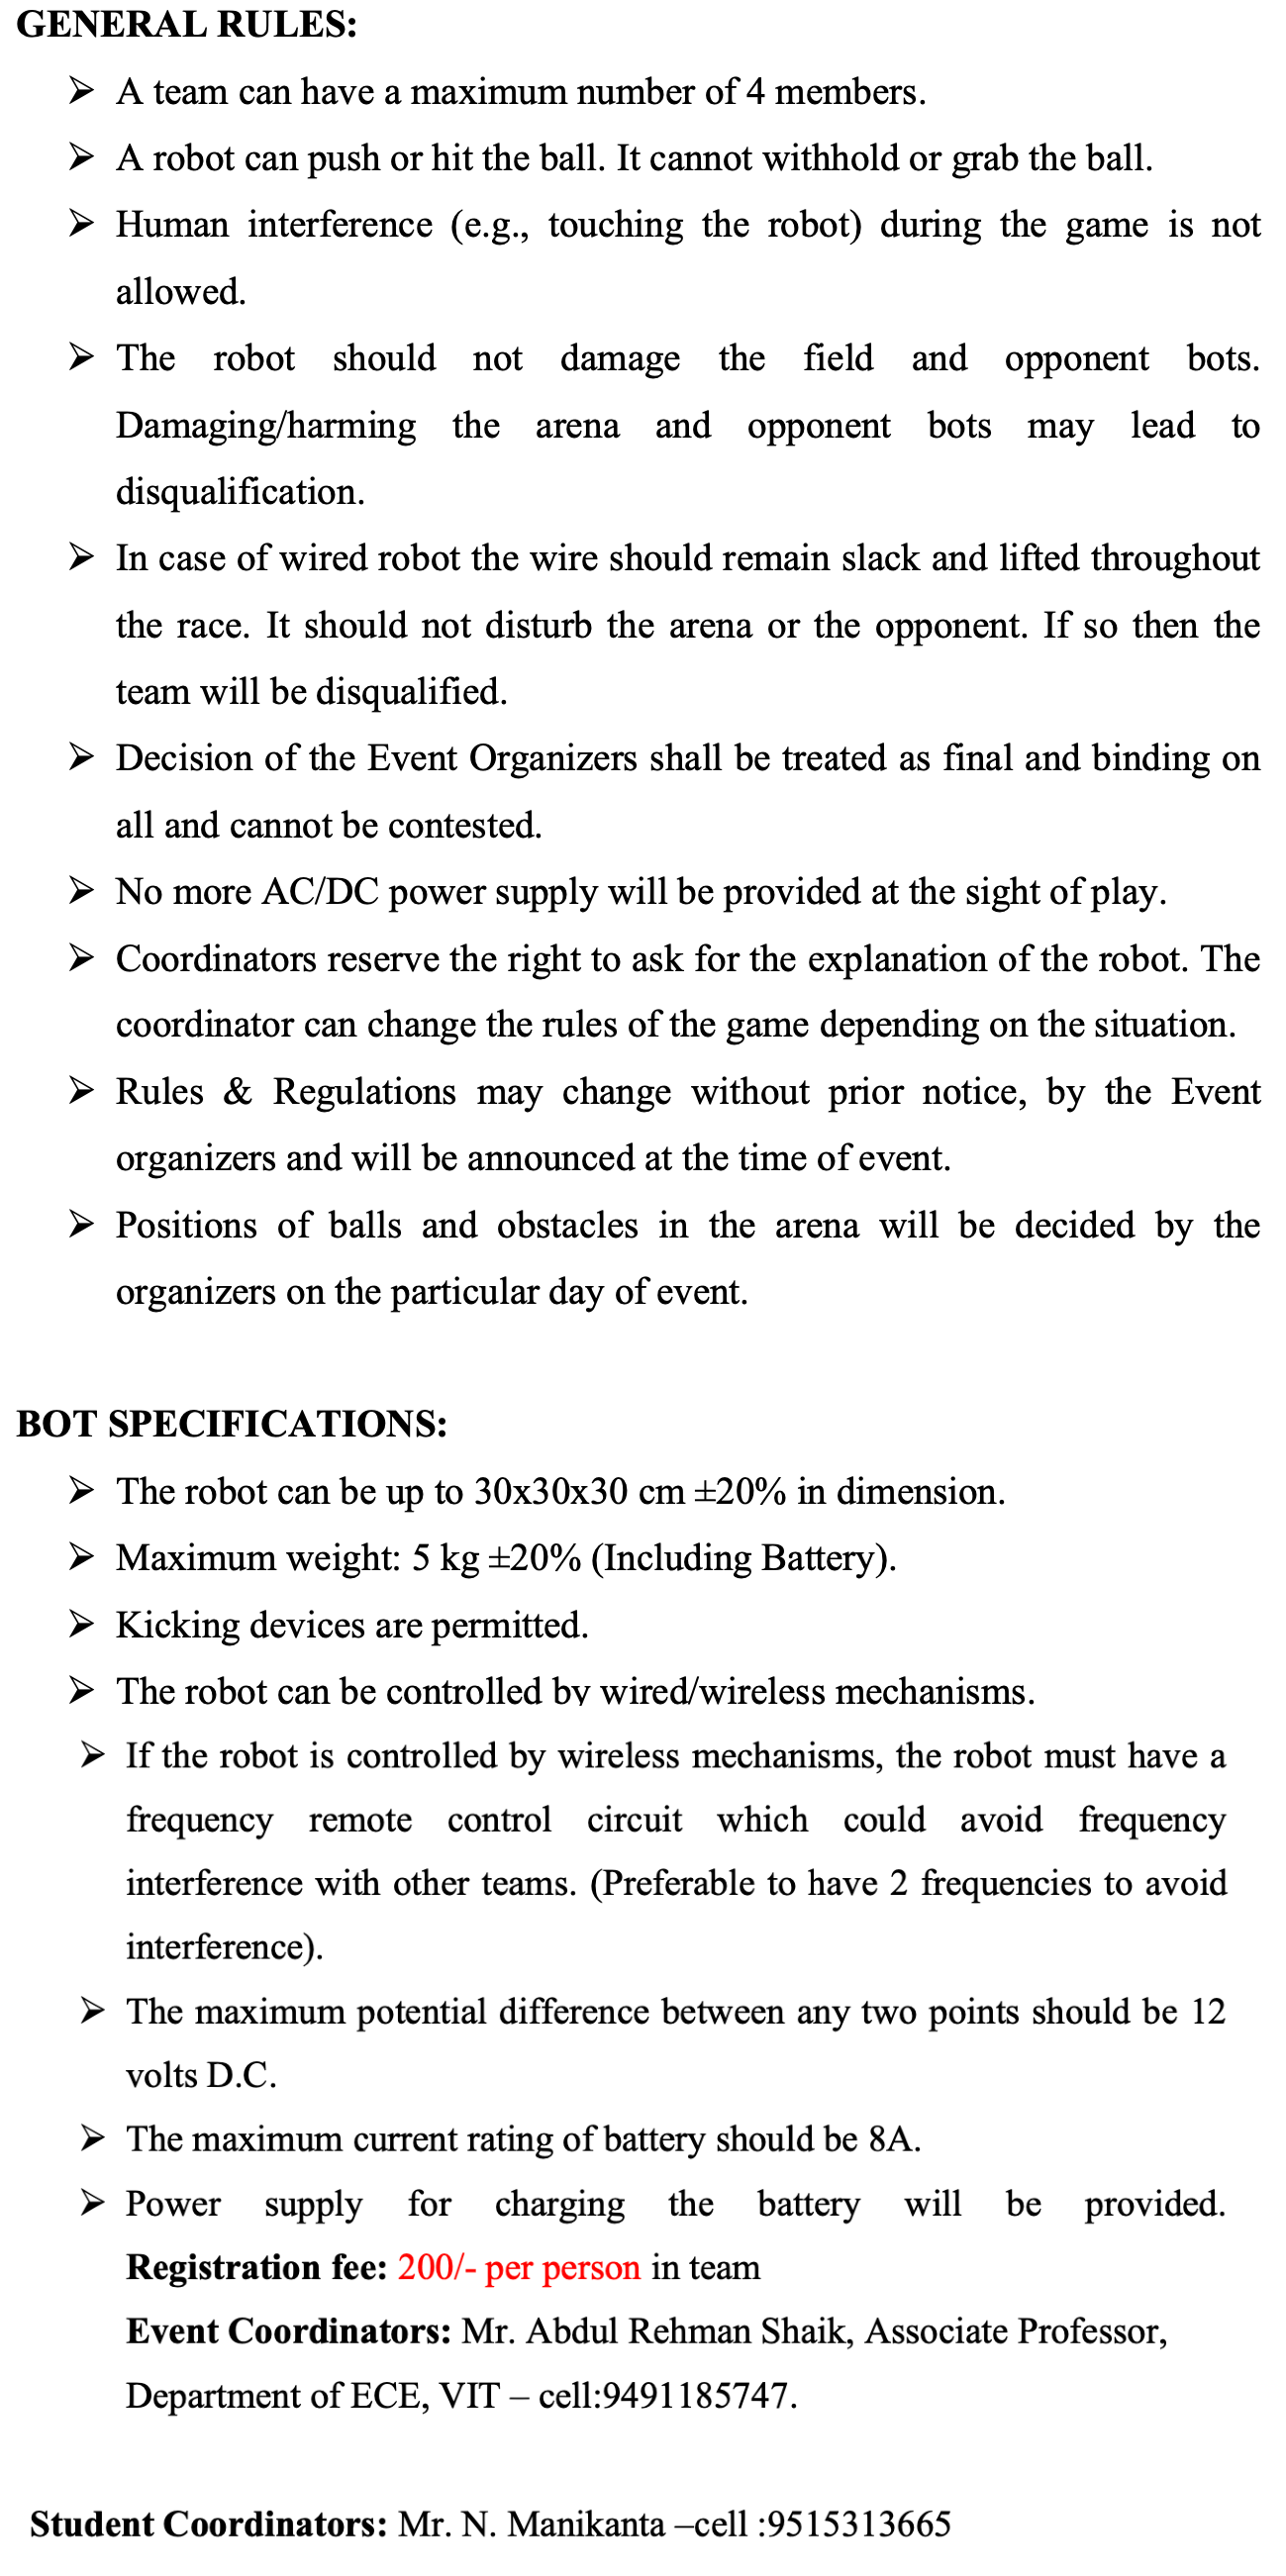 GENERAL RULES:
➢ A team can have a maximum number of 4 members.
➢ A robot can push or hit the ball. It cannot withhold or grab the ball.
➢ Human interference (e.g., touching the robot) during the game is not
allowed.
➢ The robot should not damage the field and opponent bots.
Damaging/harming the arena and opponent bots may lead to
disqualification.
➢ In case of wired robot the wire should remain slack and lifted throughout
the race. It should not disturb the arena or the opponent. If so then the
team will be disqualified.
➢ Decision of the Event Organizers shall be treated as final and binding on
all and cannot be contested.
➢ No more AC/DC power supply will be provided at the sight of play.
➢ Coordinators reserve the right to ask for the explanation of the robot. The
coordinator can change the rules of the game depending on the situation.
➢ Rules & Regulations may change without prior notice, by the Event
organizers and will be announced at the time of event.
➢ Positions of balls and obstacles in the arena will be decided by the
organizers on the particular day of event.
BOT SPECIFICATIONS:
➢ The robot can be up to 30x30x30 cm ±20% in dimension.
➢ Maximum weight: 5 kg ±20% (Including Battery).
➢ Kicking devices are permitted.
➢ The robot can be controlled by wired/wireless mechanisms.
➢ If the robot is controlled by wireless mechanisms, the robot must have a
frequency remote control circuit which could avoid frequency
interference with other teams. (Preferable to have 2 frequencies to avoid
interference).
➢ The maximum potential difference between any two points should be 12
volts D.C.
➢ The maximum current rating of battery should be 8A.
➢ Power supply for charging the battery will be provided.
Registration fee: 200/- per person in team
Event Coordinators: Mr. Abdul Rehman Shaik, Associate Professor,
Department of ECE, VIT – cell:9491185747.
Student Coordinators: Mr. N. Manikanta –cell :9515313665